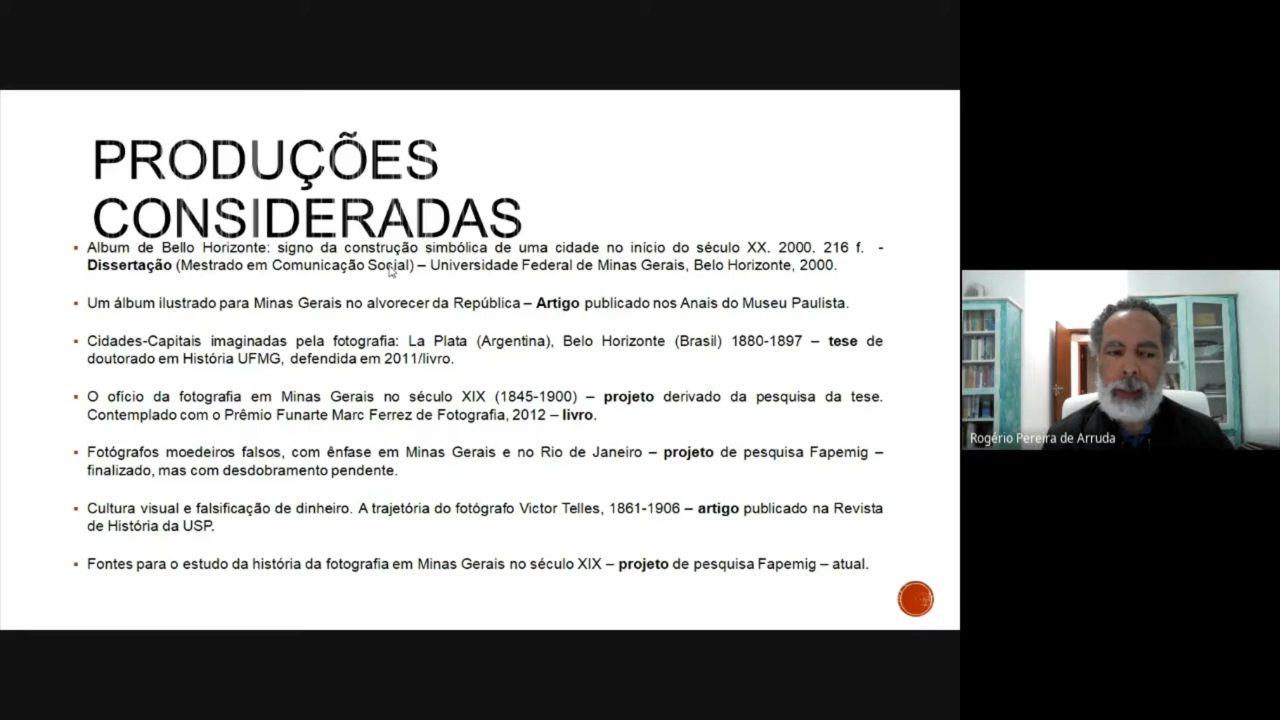 PRODUÇÕES
CONSIDERADAS
Album de Bello Horizonte: signo da construção simbólica de uma cidade no início do século XX. 2000. 216 f. -
Dissertação (Mestrado em Comunicação Social) – Universidade Federal de Minas Gerais, Belo Horizonte, 2000.
Um álbum ilustrado para Minas Gerais no alvorecer da República – Artigo publicado nos Anais do Museu Paulista.
Cidades-Capitais imaginadas pela fotografia: La Plata (Argentina), Belo Horizonte (Brasil) 1880-1897 – tese de
doutorado em História UFMG, defendida em 2011/livro.
O ofício da fotografia em Minas Gerais no século XIX (1845-1900) – projeto derivado da pesquisa da tese.
Contemplado com o Prêmio Funarte Marc Ferrez de Fotografia, 2012 – livro.
Fotógrafos moedeiros falsos, com ênfase em Minas Gerais e no Rio de Janeiro – projeto de pesquisa Fapemig –
finalizado, mas com desdobramento pendente.
Cultura visual e falsificação de dinheiro. A trajetória do fotógrafo Victor Telles, 1861-1906 – artigo publicado na Revista
de História da USP.
Fontes para o estudo da história da fotografia em Minas Gerais no século XIX – projeto de pesquisa Fapemig – atual.
Rogério Pereira de Arruda